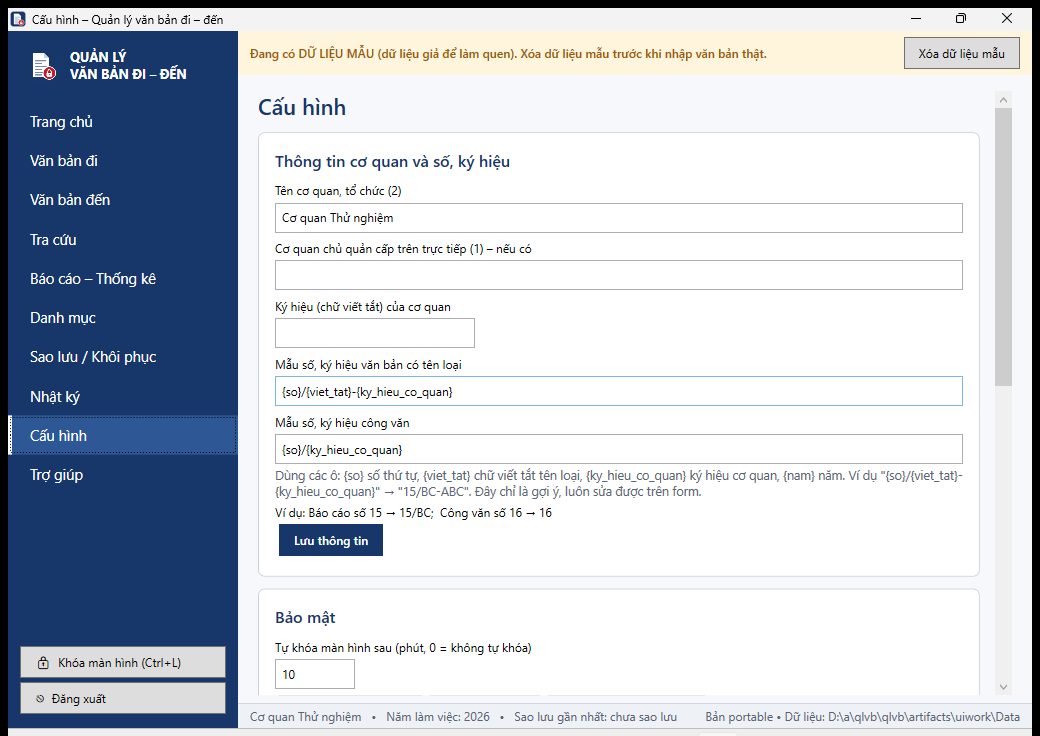 Cấu hình – Quản lý văn bản đi – đến
QUẢN LÝ
VĂN BẢN ĐI – ĐẾN
Trang chủ
Văn bản đi
Văn bản đến
Tra cứu
Báo cáo – Thống kê
Danh mục
Sao lưu / Khôi phục
Nhật ký
Cấu hình
Trợ giúp
Khóa màn hình (Ctrl+L)
Đăng xuất
Đang có DỮ LIỆU MẪU (dữ liệu giả để làm quen). Xóa dữ liệu mẫu trước khi nhập văn bản thật.
Xóa dữ liệu mẫu
Cấu hình
Thông tin cơ quan và số, ký hiệu
Tên cơ quan, tổ chức (2)
Cơ quan Thử nghiệm
Cơ quan chủ quản cấp trên trực tiếp (1) – nếu có
Ký hiệu (chữ viết tắt) của cơ quan
Mẫu số, ký hiệu văn bản có tên loại
{so}/{viet_tat}-{ky_hieu_co_quan}
Mẫu số, ký hiệu công văn
{so}/{ky_hieu_co_quan}
Dùng các ô: {so} số thứ tự, {viet_tat} chữ viết tắt tên loại, {ky_hieu_co_quan} ký hiệu cơ quan, {nam} năm. Ví dụ "{so}/{viet_tat}-
{ky_hieu_co_quan}" → "15/BC-ABC". Đây chỉ là gợi ý, luôn sửa được trên form.
Ví dụ: Báo cáo số 15 → 15/BC; Công văn số 16 → 16
Lưu thông tin
Bảo mật
Tự khóa màn hình sau (phút, 0 = không tự khóa)
10
Cơ quan Thử nghiệm • Năm làm việc: 2026 • Sao lưu gần nhất: chưa sao lưu
Bản portable • Dữ liệu: D:\a\qlvb\qlvb\artifacts\uiwork\Data